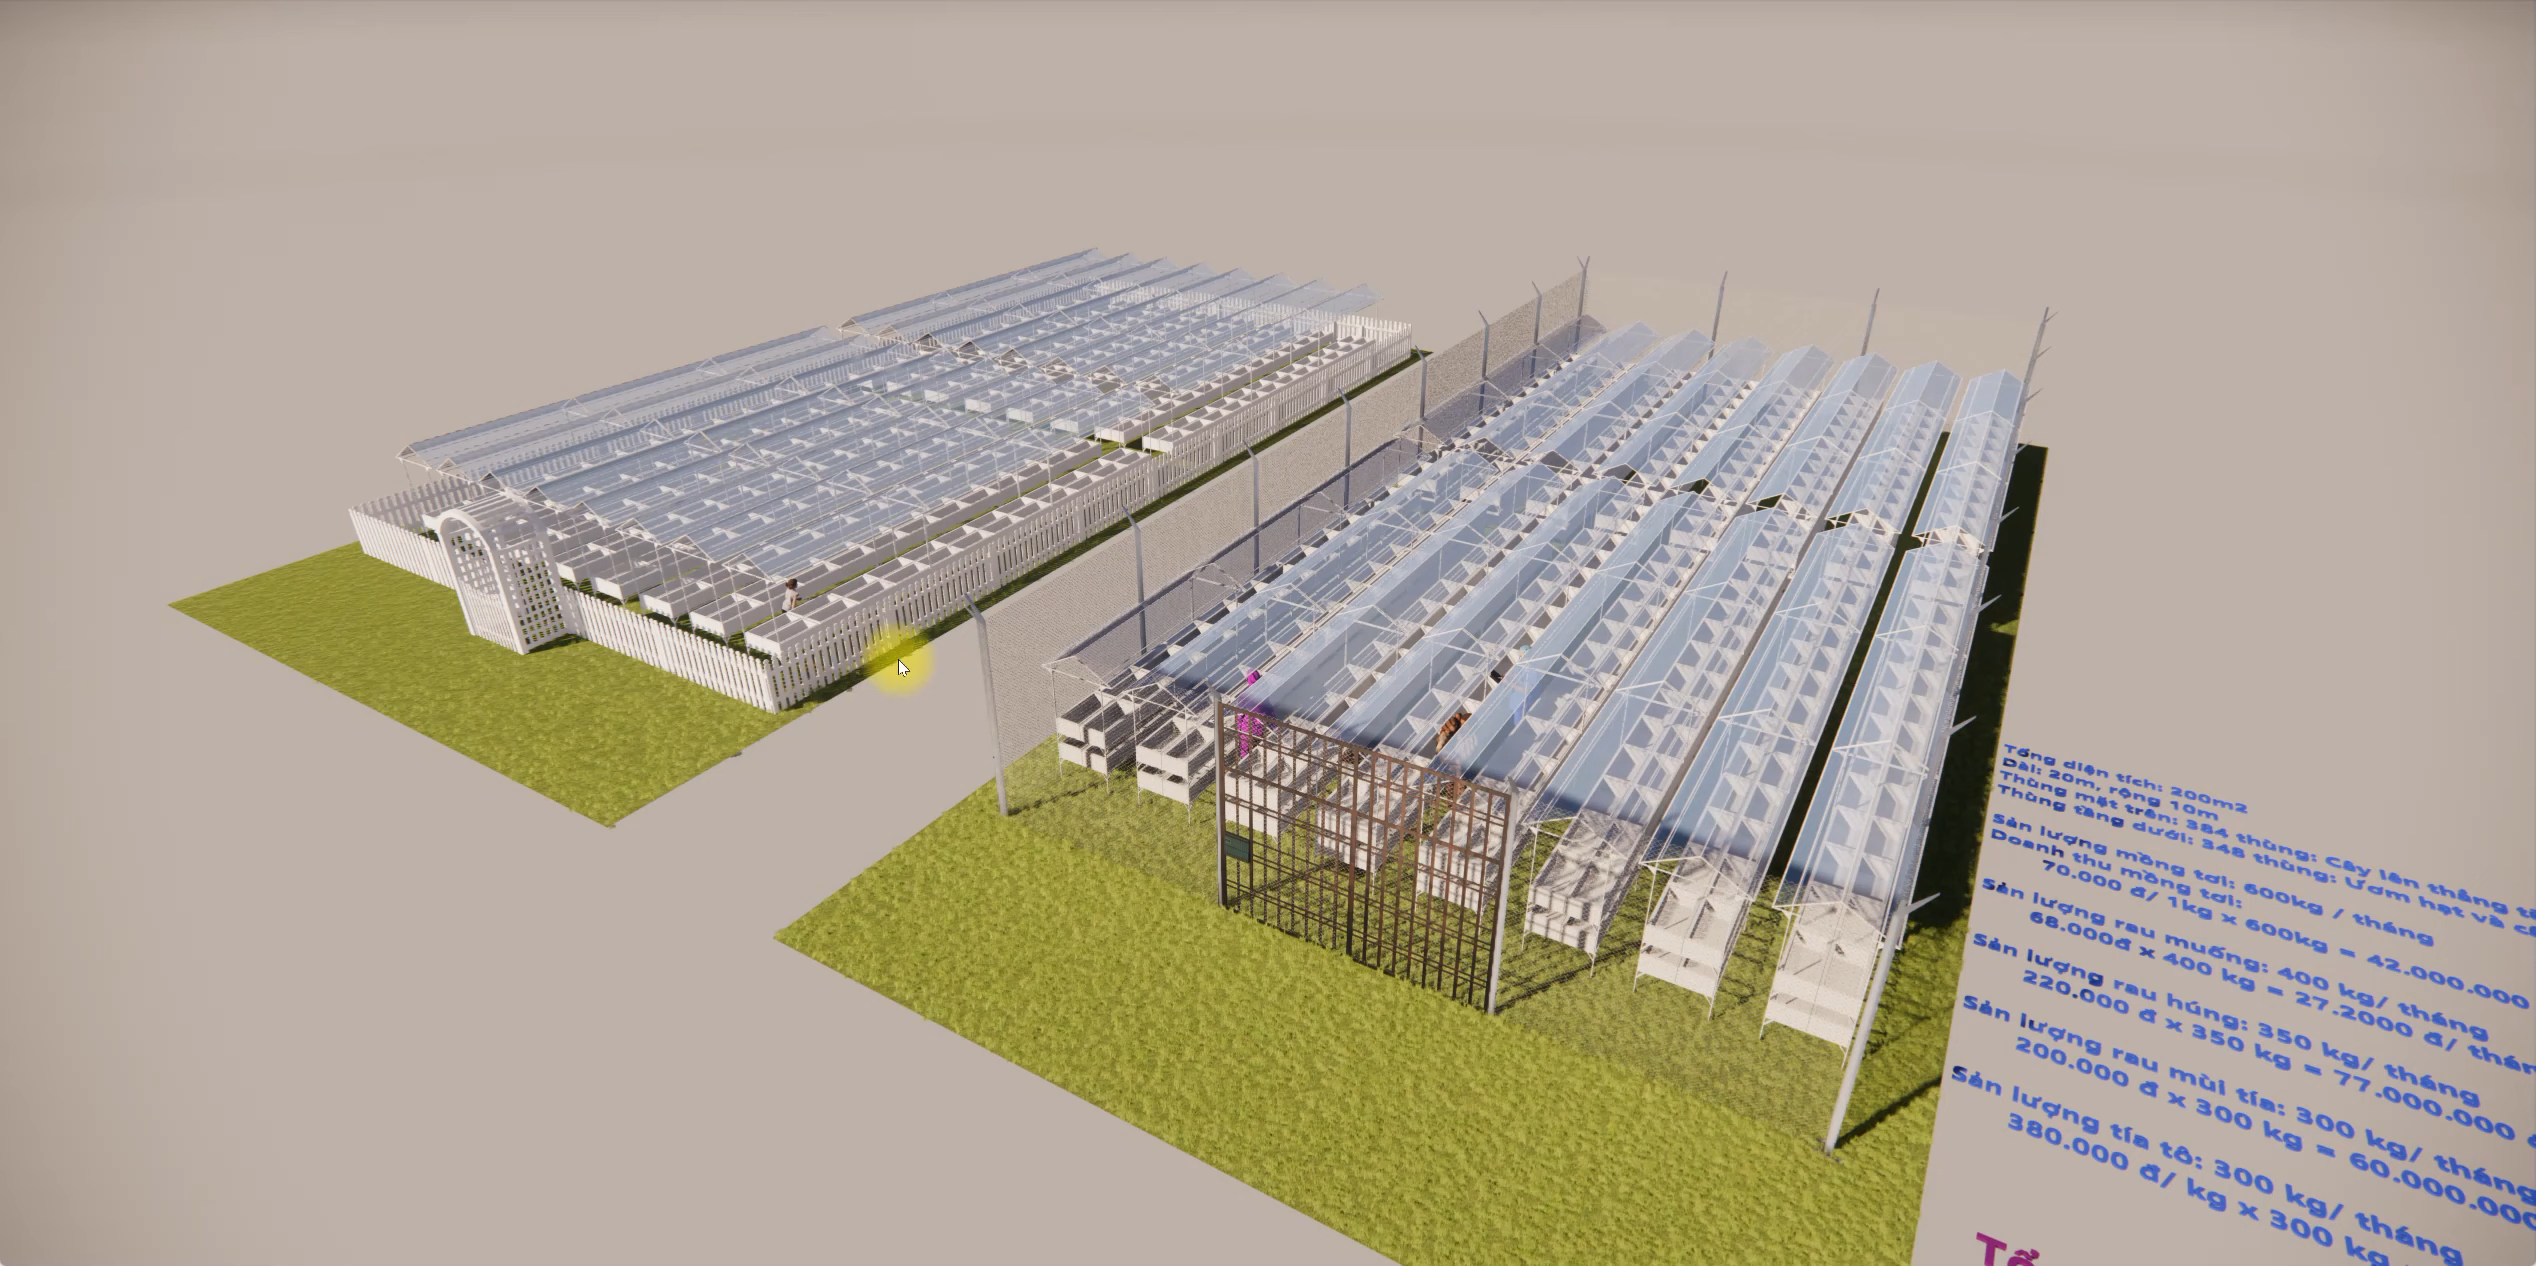 Tổng diện tích: 200m2
Dài: 20m, rộng 10m
Thùng mặt trên: 384 thùng: Cây lên thẳng
Thùng tầng dưới: 348 thùng: Ươm hạt và
Sản lượng mồng tơi: 600kg / tháng
Doanh thu mồng tơi:
70.000 đ/ 1kg x 600kg = 42.000.000
Sản lượng rau muống: 400 kg/ tháng
68.000đ x 400 kg = 27.2000 đ/
Sản lượng rau húng: 350 kg/ tháng
220.000 đ x 350 kg = 77.000.000
Sản lượng rau mùi tía: 300 kg/ tháng
200.000 đ x 300 kg = 60.000.000
Sản lượng tía tô: 300 kg/ tháng
380.000 đ/ kg x 300 kg